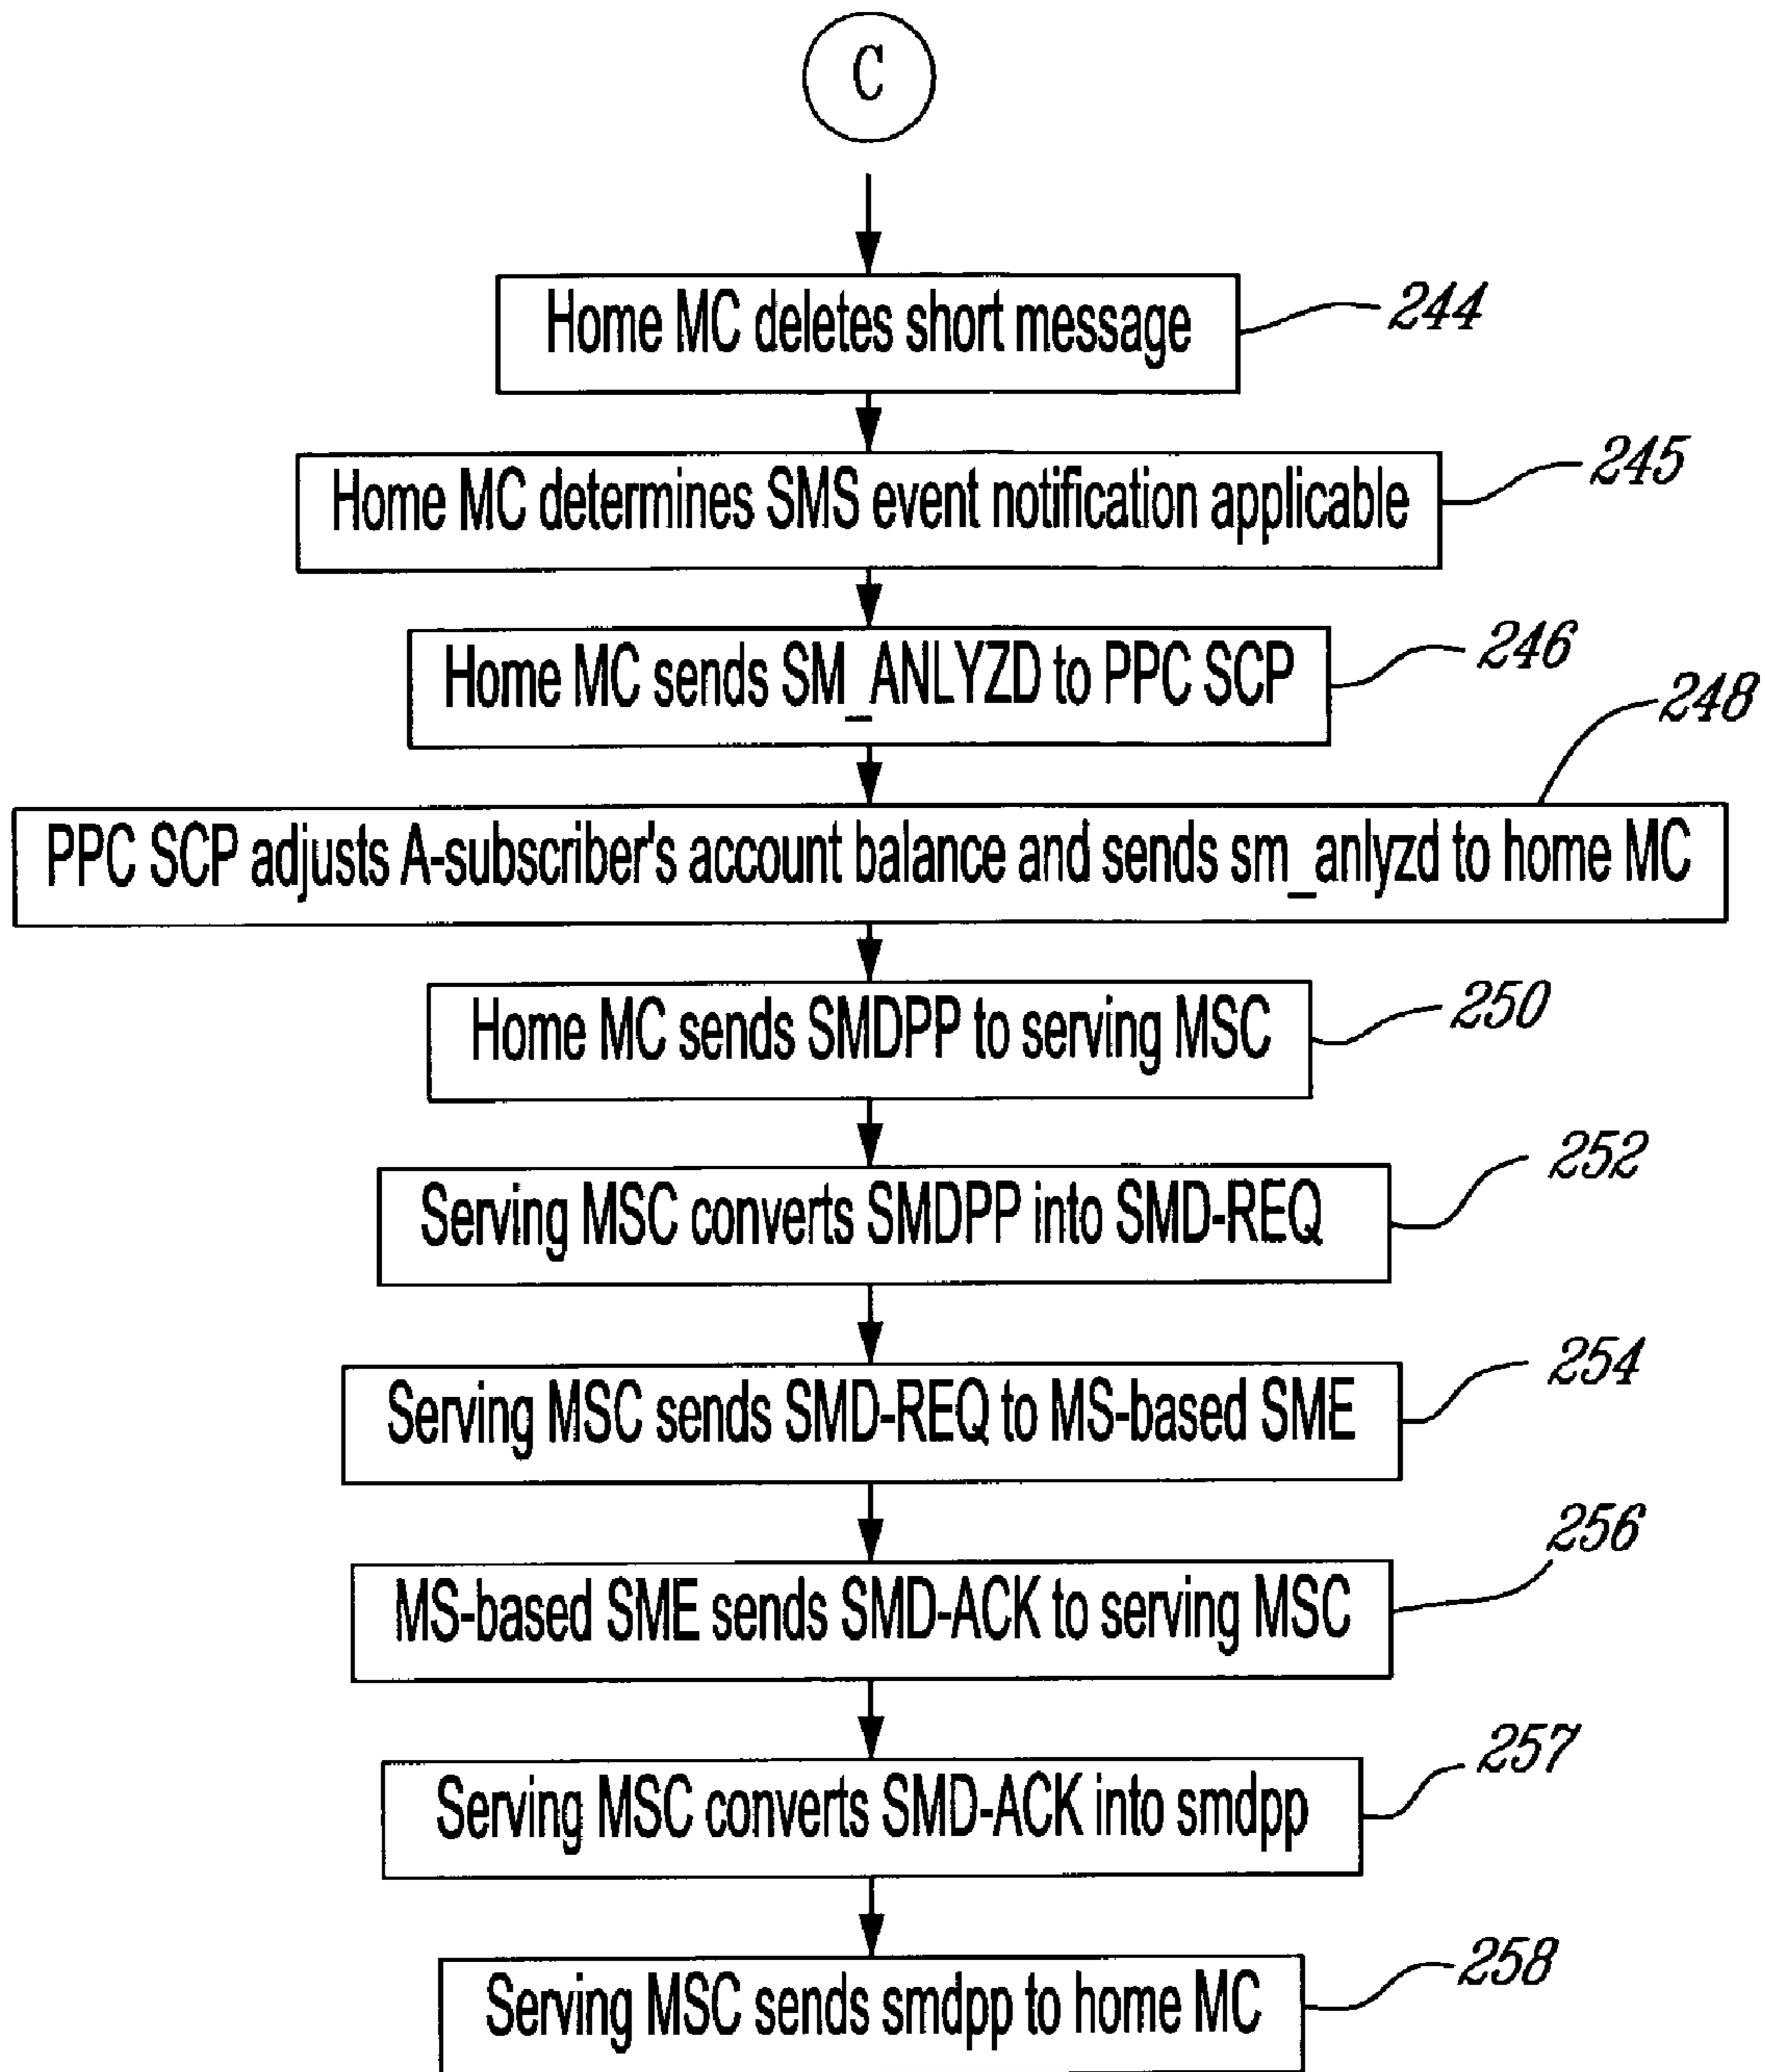 C
Home MC deletes short message
244
Home MC determines SMS event notification applicable
245
Home MC sends SM_ANLYZD to PPC SCP
246
248
PPC SCP adjusts A-subscriber's account balance and sends sm_anlyzd to home MC
Home MC sends SMDPP to serving MSC
250
Serving MSC converts SMDPP into SMD-REQ
252
Serving MSC sends SMD-REQ to MS-based SME
254
MS-based SME sends SMD-ACK to serving MSC
256
Serving MSC converts SMD-ACK into smdpp
257
Serving MSC sends smdpp to home MC
258